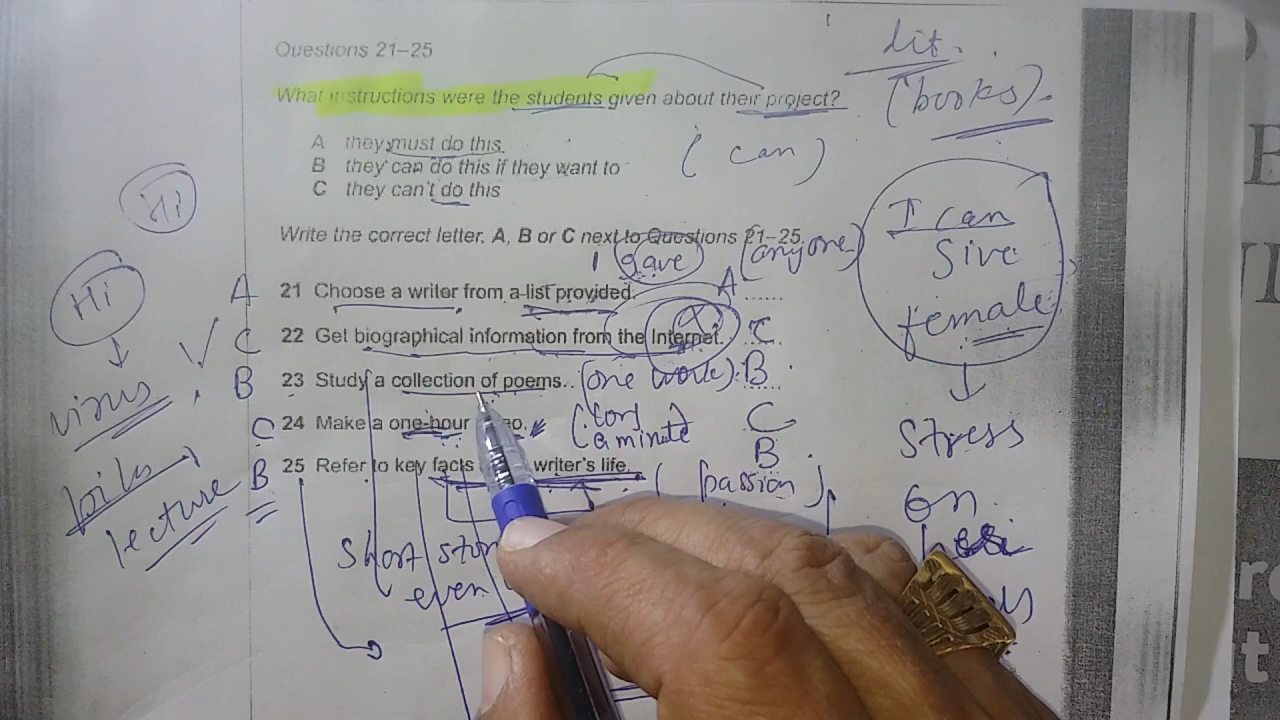 Questions 21–25
lit.
What instructions were the students given about their project?
(books).
A they must do this.
B they can do this if they want to
(can)
C they can't do this
Hi
I can
Give
female
Write the correct letter. A, B or C next to Questions 21–25.
I gave (anyone)
Hi
A 21 Choose a writer from a list provided. A ......
C 22 Get biographical information from the Internet. C
B 23 Study a collection of poems. (one work) B
virus
C 24 Make a one-hour C
a minute
Stress
on
B 25 Refer to key facts writer's life. B
(passion)
lecture
Short
even